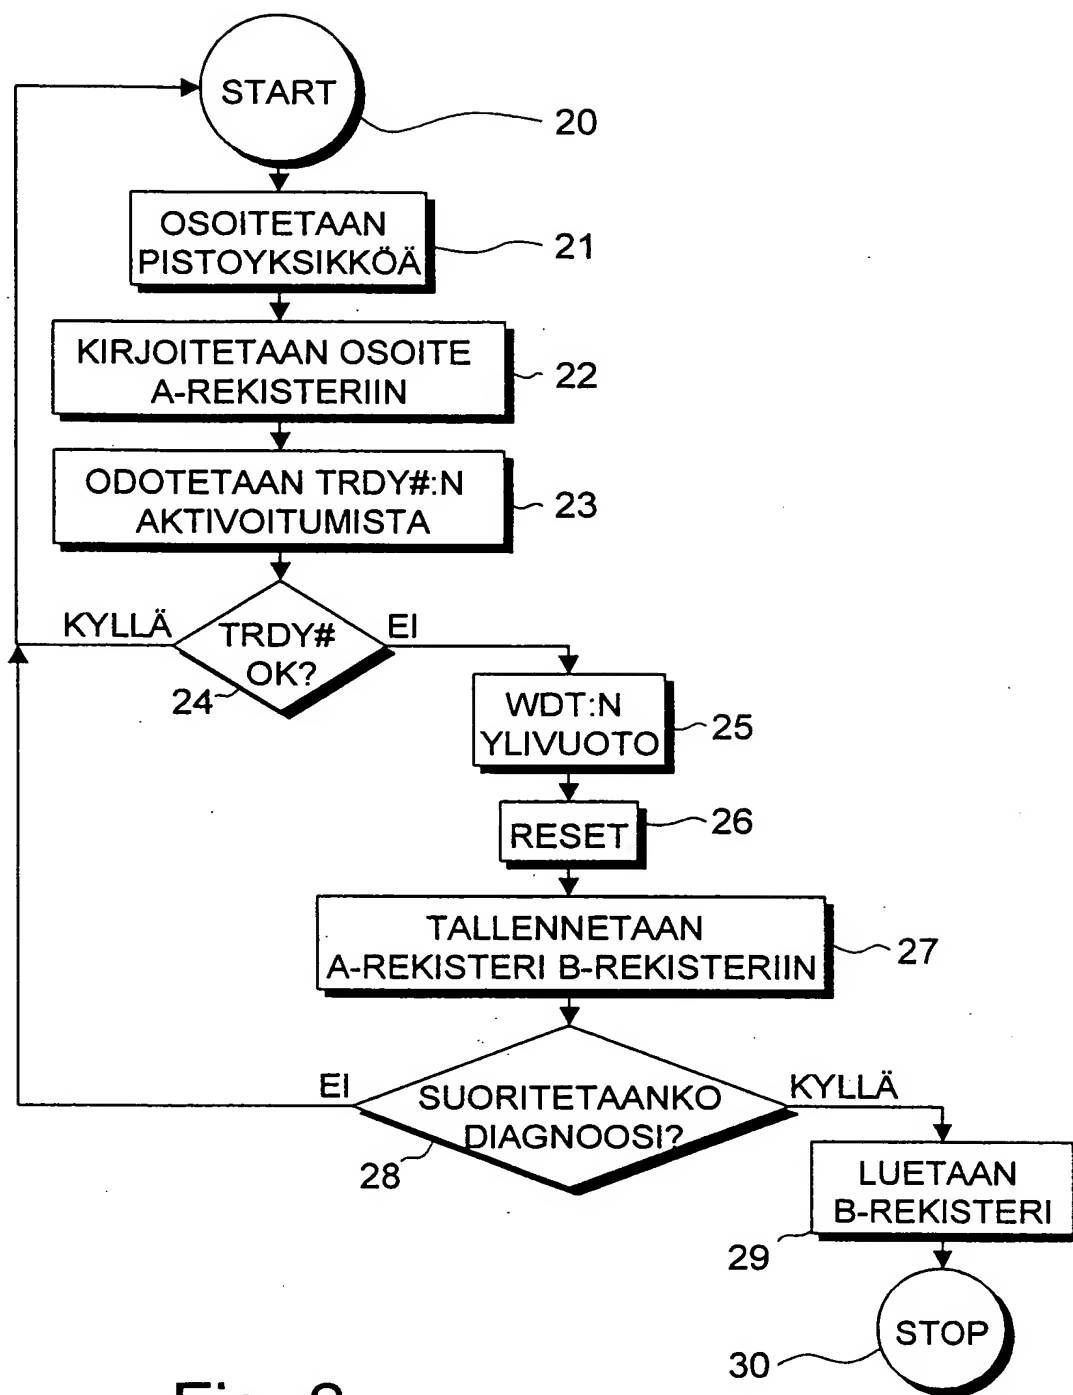 START
20
OSOITETAAN
PISTOYKSIKKÖÄ
21
KIRJOITETAAN OSOITE
A-REKISTERIIN
22
ODOTETAAN TRDY#:N
AKTIVOITUMISTA
23
KYLLÄ
EI
TRDY#
OK?
24
WDT:N
YLIVUOTO
25
RESET
26
TALLENNETAAN
A-REKISTERI B-REKISTERIIN
27
EI
KYLLÄ
SUORITETAANKO
DIAGNOOSI?
28
LUETAAN
B-REKISTERI
29
STOP
30